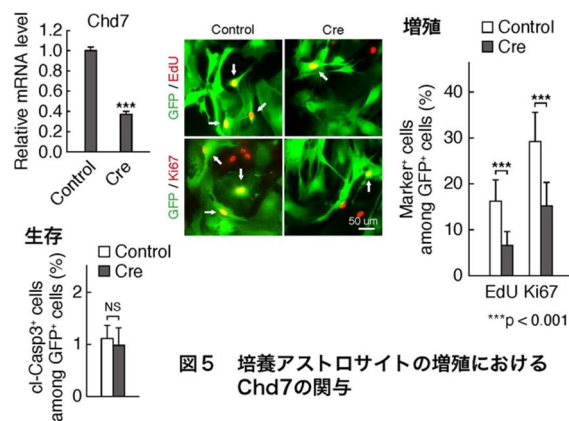 Chd7
Relative mRNA level
1.2
1.0
0.8
0.6
0.4
0.2
0.0
***
Control
Cre
Control
Cre
GFP / EdU
GFP / Ki67
50 um
増殖
Control
Cre
Marker⁺ cells
among GFP⁺ cells (%)
40
30
20
10
0
***
***
EdU Ki67
***p < 0.001
生存
Control
Cre
cl-Casp3⁺ cells
among GFP⁺ cells (%)
2
1
0
NS
図5 培養アストロサイトの増殖における
Chd7の関与